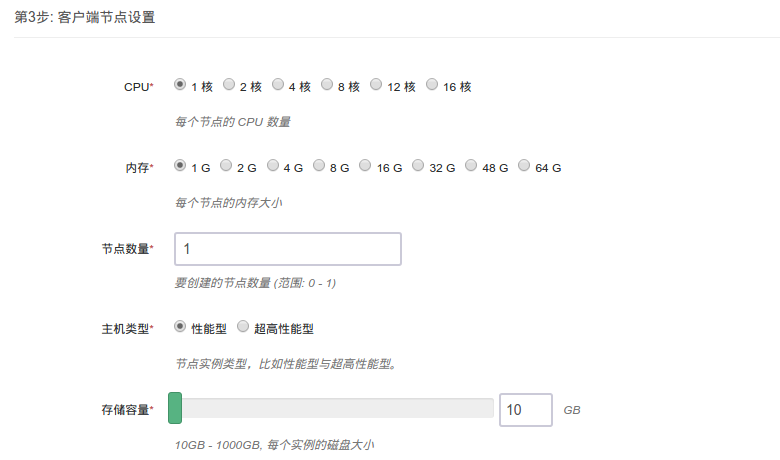 第3步: 客户端节点设置
CPU* 1 核 2 核 4 核 8 核 12 核 16 核
每个节点的 CPU 数量
内存* 1 G 2 G 4 G 8 G 16 G 32 G 48 G 64 G
每个节点的内存大小
节点数量* 1
要创建的节点数量 (范围: 0 - 1)
主机类型* 性能型 超高性能型
节点实例类型，比如性能型与超高性能型。
存储容量* 10 GB
10GB - 1000GB, 每个实例的磁盘大小